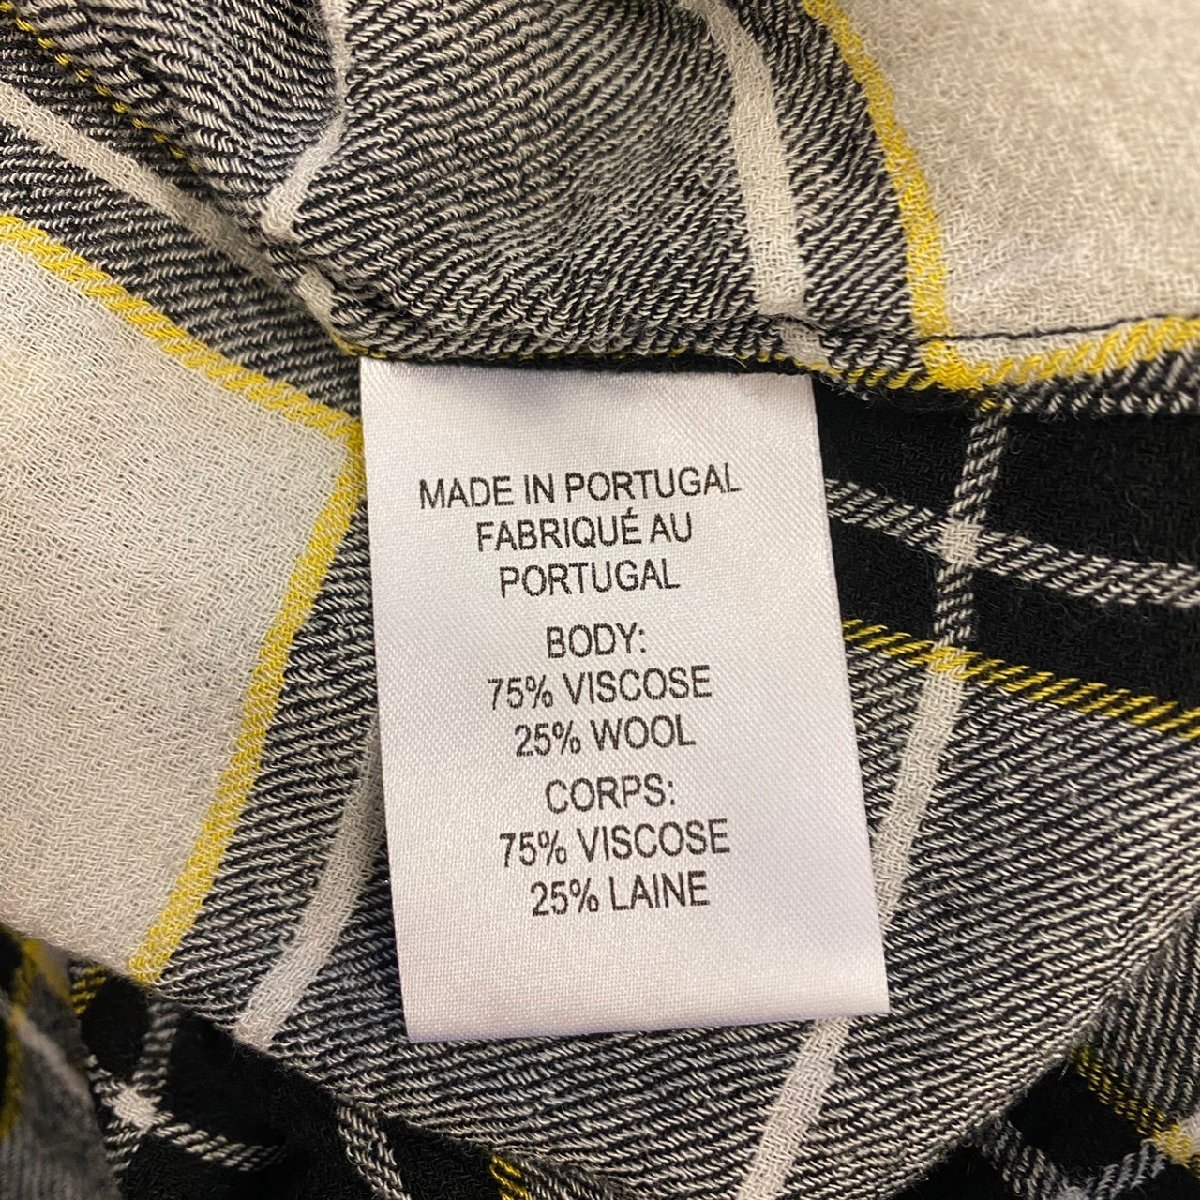 MADE IN PORTUGAL
FABRIQUÉ AU
PORTUGAL
BODY:
75% VISCOSE
25% WOOL
CORPS:
75% VISCOSE
25% LAINE